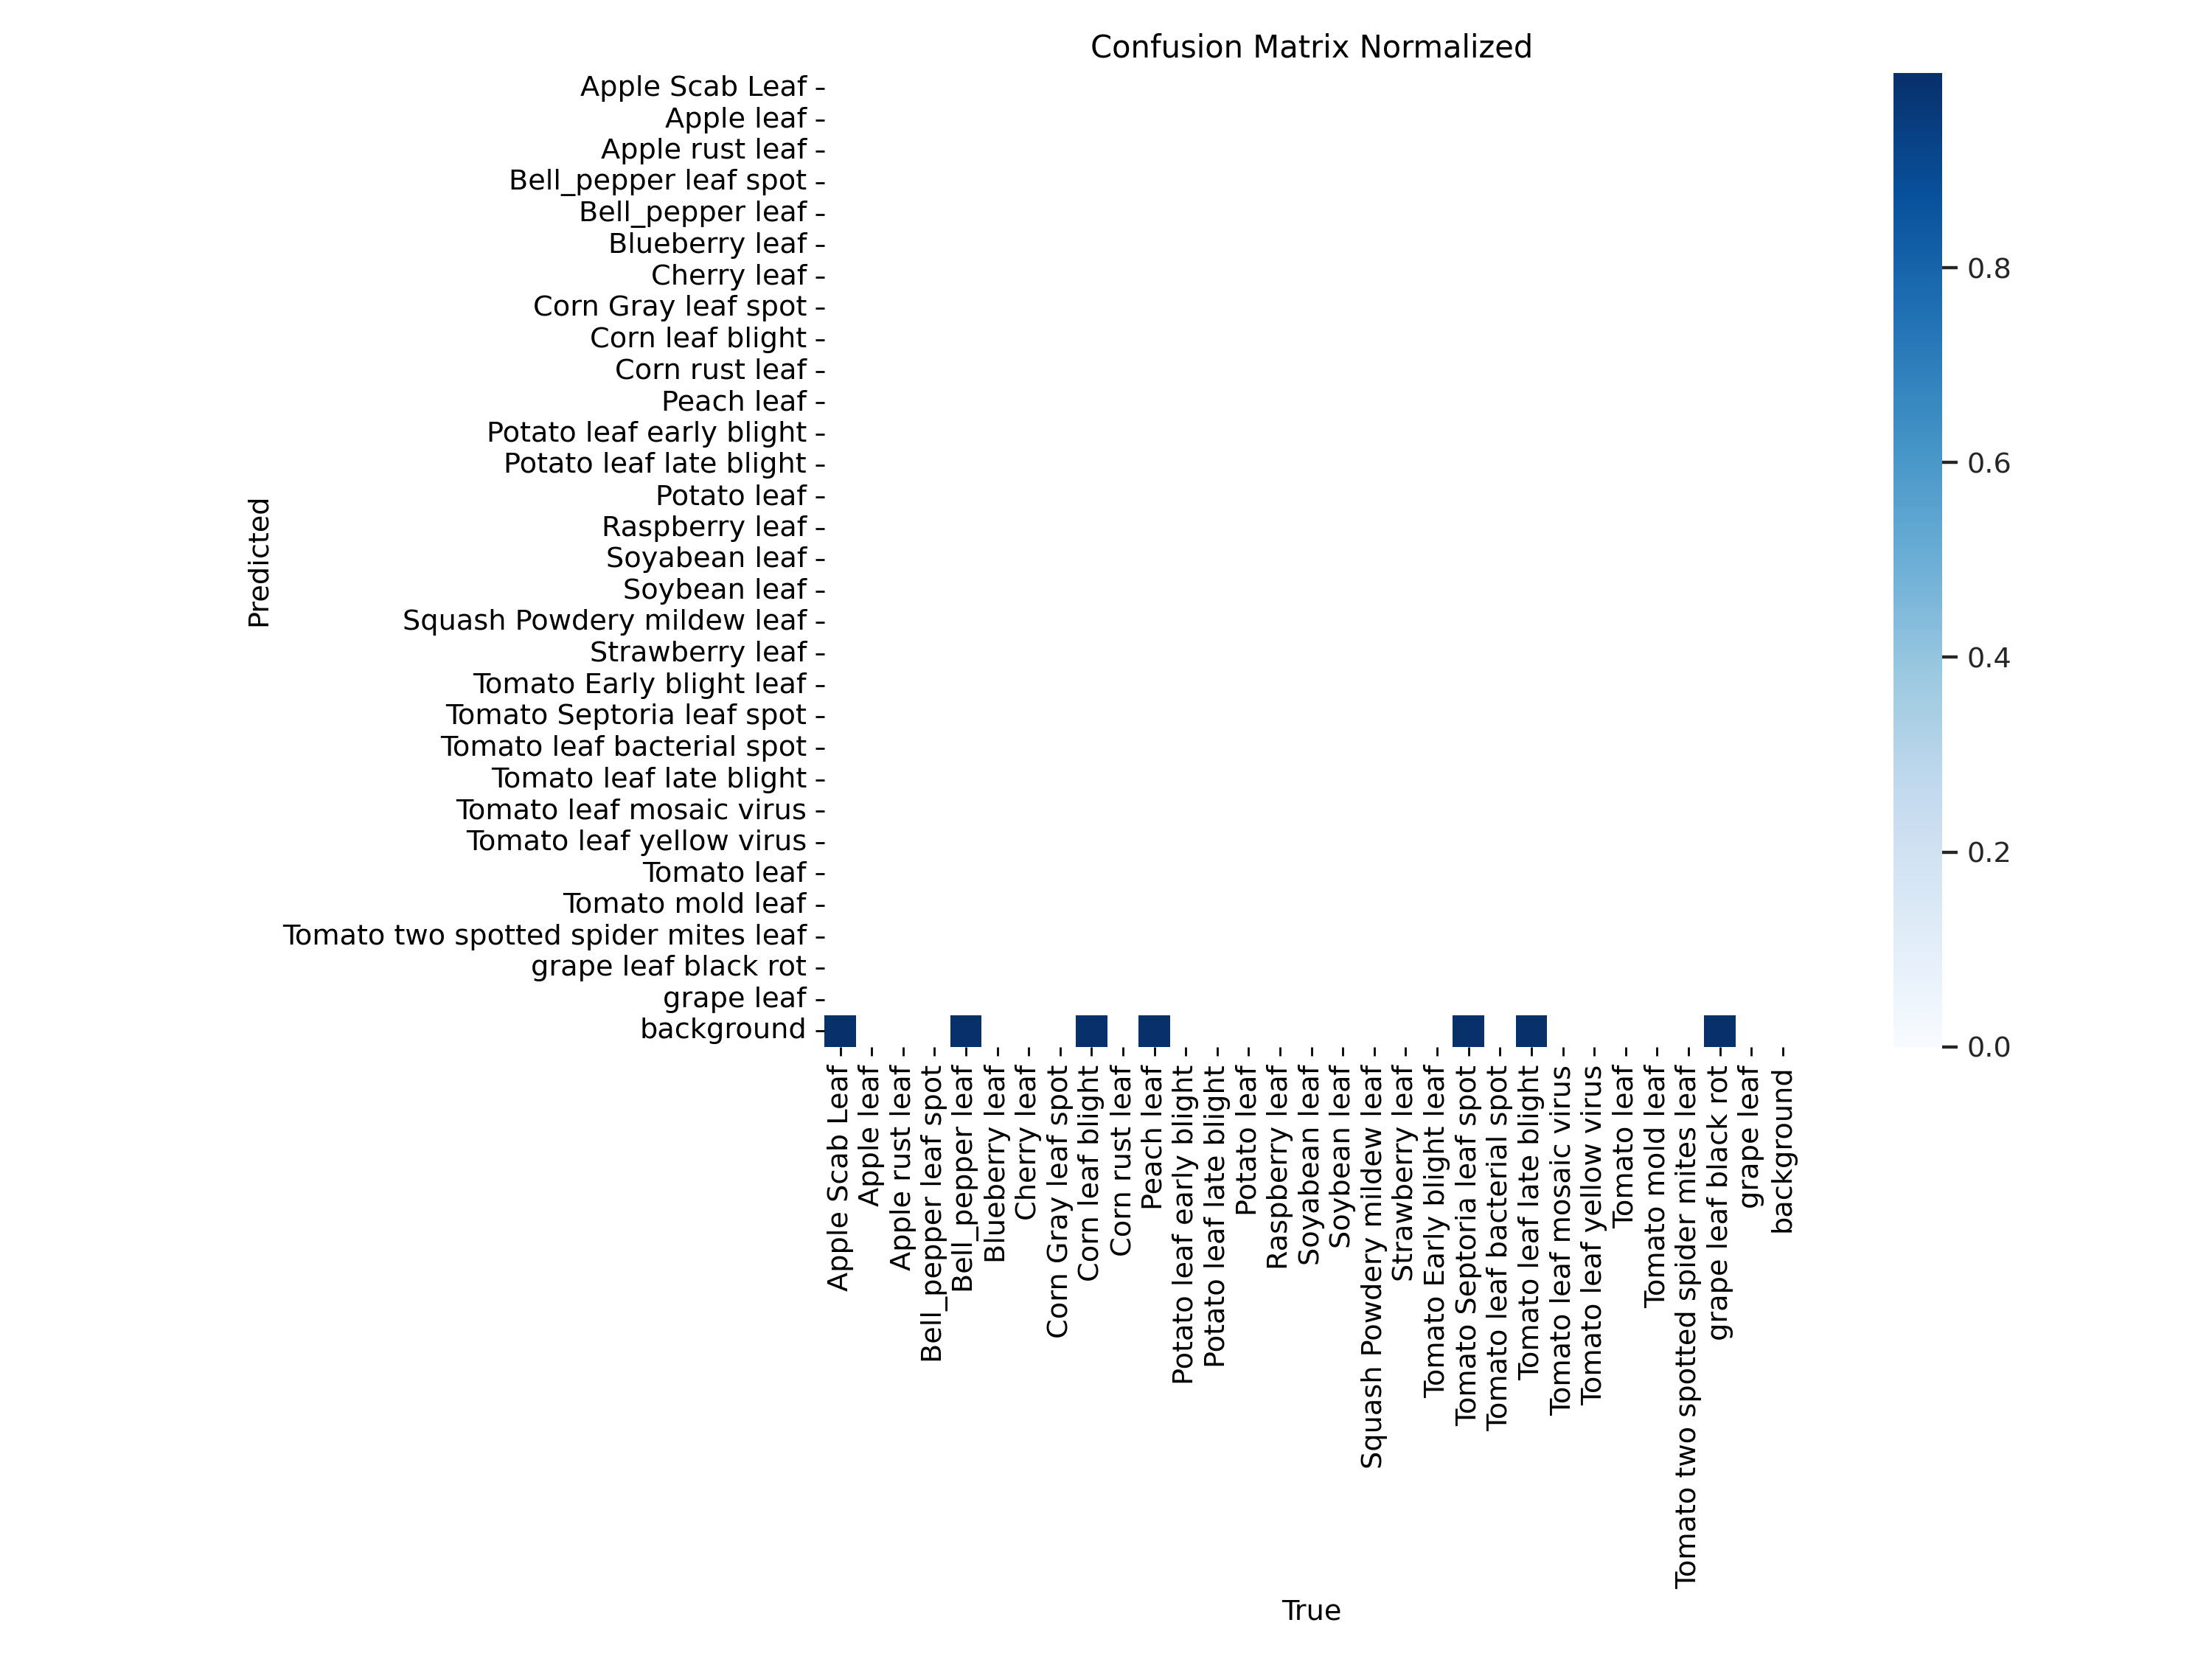 Confusion Matrix Normalized
Predicted
Apple Scab Leaf
Apple leaf
Apple rust leaf
Bell_pepper leaf spot
Bell_pepper leaf
Blueberry leaf
Cherry leaf
Corn Gray leaf spot
Corn leaf blight
Corn rust leaf
Peach leaf
Potato leaf early blight
Potato leaf late blight
Potato leaf
Raspberry leaf
Soyabean leaf
Soybean leaf
Squash Powdery mildew leaf
Strawberry leaf
Tomato Early blight leaf
Tomato Septoria leaf spot
Tomato leaf bacterial spot
Tomato leaf late blight
Tomato leaf mosaic virus
Tomato leaf yellow virus
Tomato leaf
Tomato mold leaf
Tomato two spotted spider mites leaf
grape leaf black rot
grape leaf
background
Apple Scab Leaf
Apple leaf
Apple rust leaf
Bell_pepper leaf spot
Bell_pepper leaf
Blueberry leaf
Cherry leaf
Corn Gray leaf spot
Corn leaf blight
Corn rust leaf
Peach leaf
Potato leaf early blight
Potato leaf late blight
Potato leaf
Raspberry leaf
Soyabean leaf
Soybean leaf
Squash Powdery mildew leaf
Strawberry leaf
Tomato Early blight leaf
Tomato Septoria leaf spot
Tomato leaf bacterial spot
Tomato leaf late blight
Tomato leaf mosaic virus
Tomato leaf yellow virus
Tomato leaf
Tomato mold leaf
Tomato two spotted spider mites leaf
grape leaf black rot
grape leaf
background
True
0.8
0.6
0.4
0.2
0.0